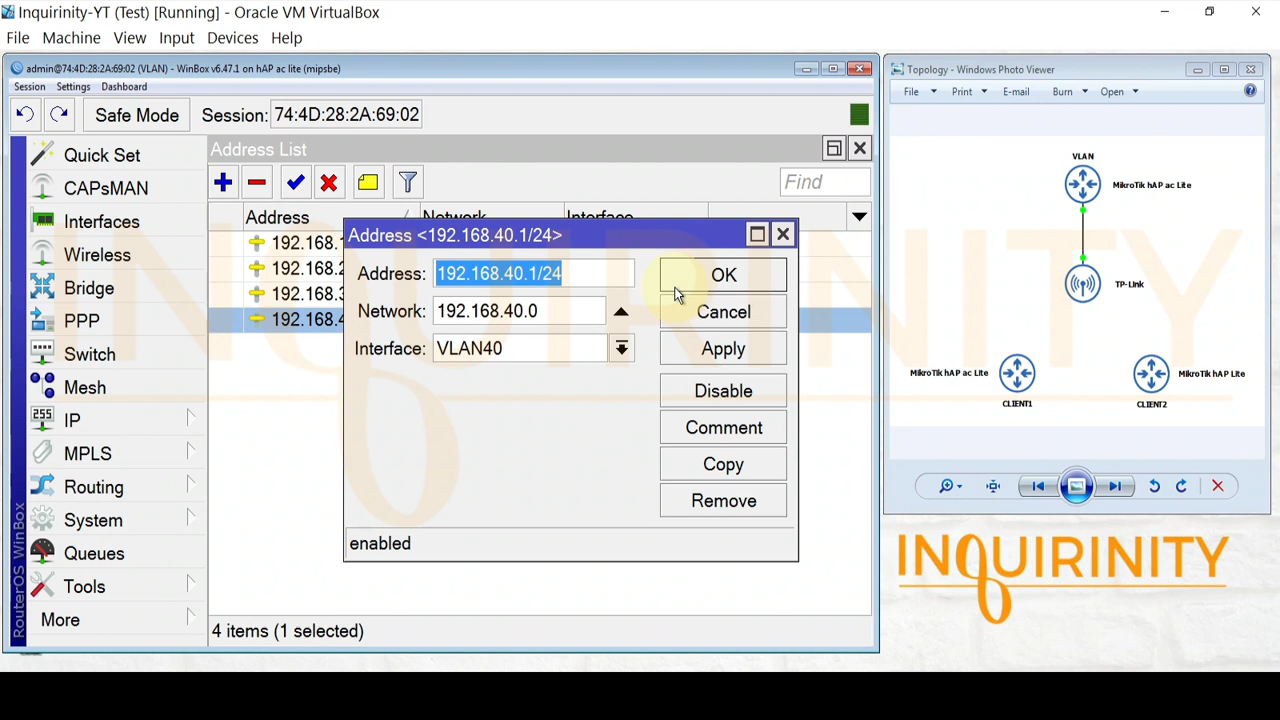 Inquirinity-YT (Test) [Running] - Oracle VM VirtualBox
File Machine View Input Devices Help
admin@74:4D:28:2A:69:02 (VLAN) - WinBox v6.47.1 on hAP ac lite (mipsbe)
Session Settings Dashboard
Safe Mode Session: 74:4D:28:2A:69:02
Quick Set
CAPsMAN
Interfaces
Wireless
Bridge
PPP
Switch
Mesh
255 IP
MPLS
Routing
System
Queues
Tools
More
RouterOS WinBox
Address List
Find
Address Network Interface
192.168.1
192.168.2
192.168.3
192.168.4
Address <192.168.40.1/24>
Address: 192.168.40.1/24
Network: 192.168.40.0
Interface: VLAN40
OK
Cancel
Apply
Disable
Comment
Copy
Remove
enabled
4 items (1 selected)
Topology - Windows Photo Viewer
File Print E-mail Burn Open
VLAN
MikroTik hAP ac Lite
TP-Link
MikroTik hAP ac Lite
CLIENT1
MikroTik hAP Lite
CLIENT2
INQUIRINITY
INQUIRINITY